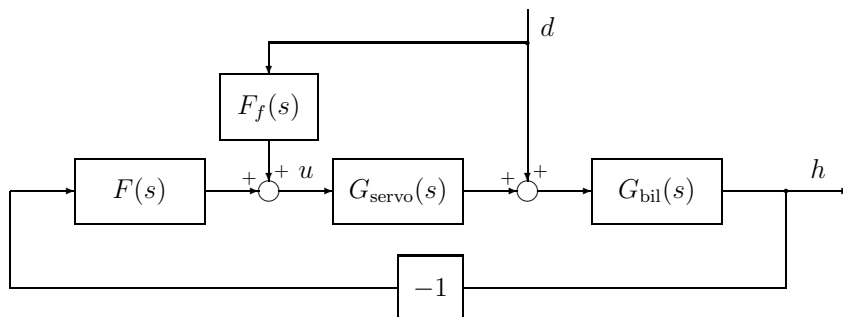 d
F_f(s)
+ + u + +
F(s) G_servo(s) G_bil(s) h
−1